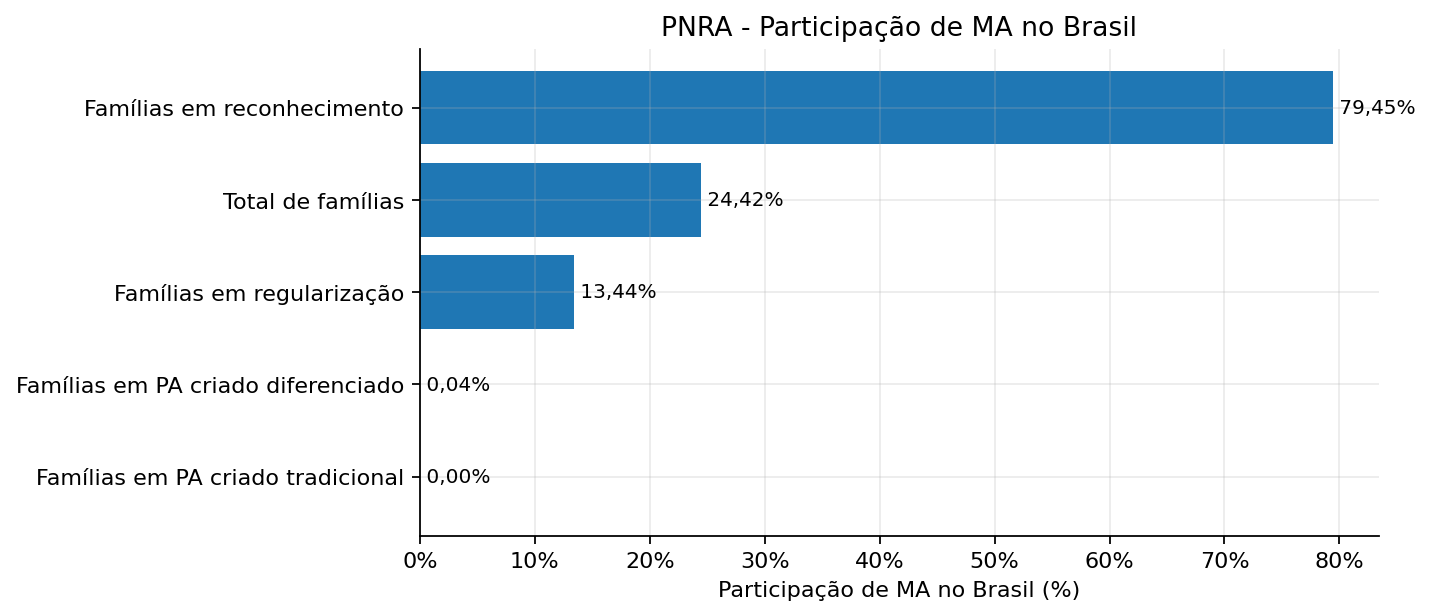 PNRA - Participação de MA no Brasil
Famílias em reconhecimento
79,45%
Total de famílias
24,42%
Famílias em regularização
13,44%
Famílias em PA criado diferenciado
0,04%
Famílias em PA criado tradicional
0,00%
0%
10%
20%
30%
40%
50%
60%
70%
80%
Participação de MA no Brasil (%)